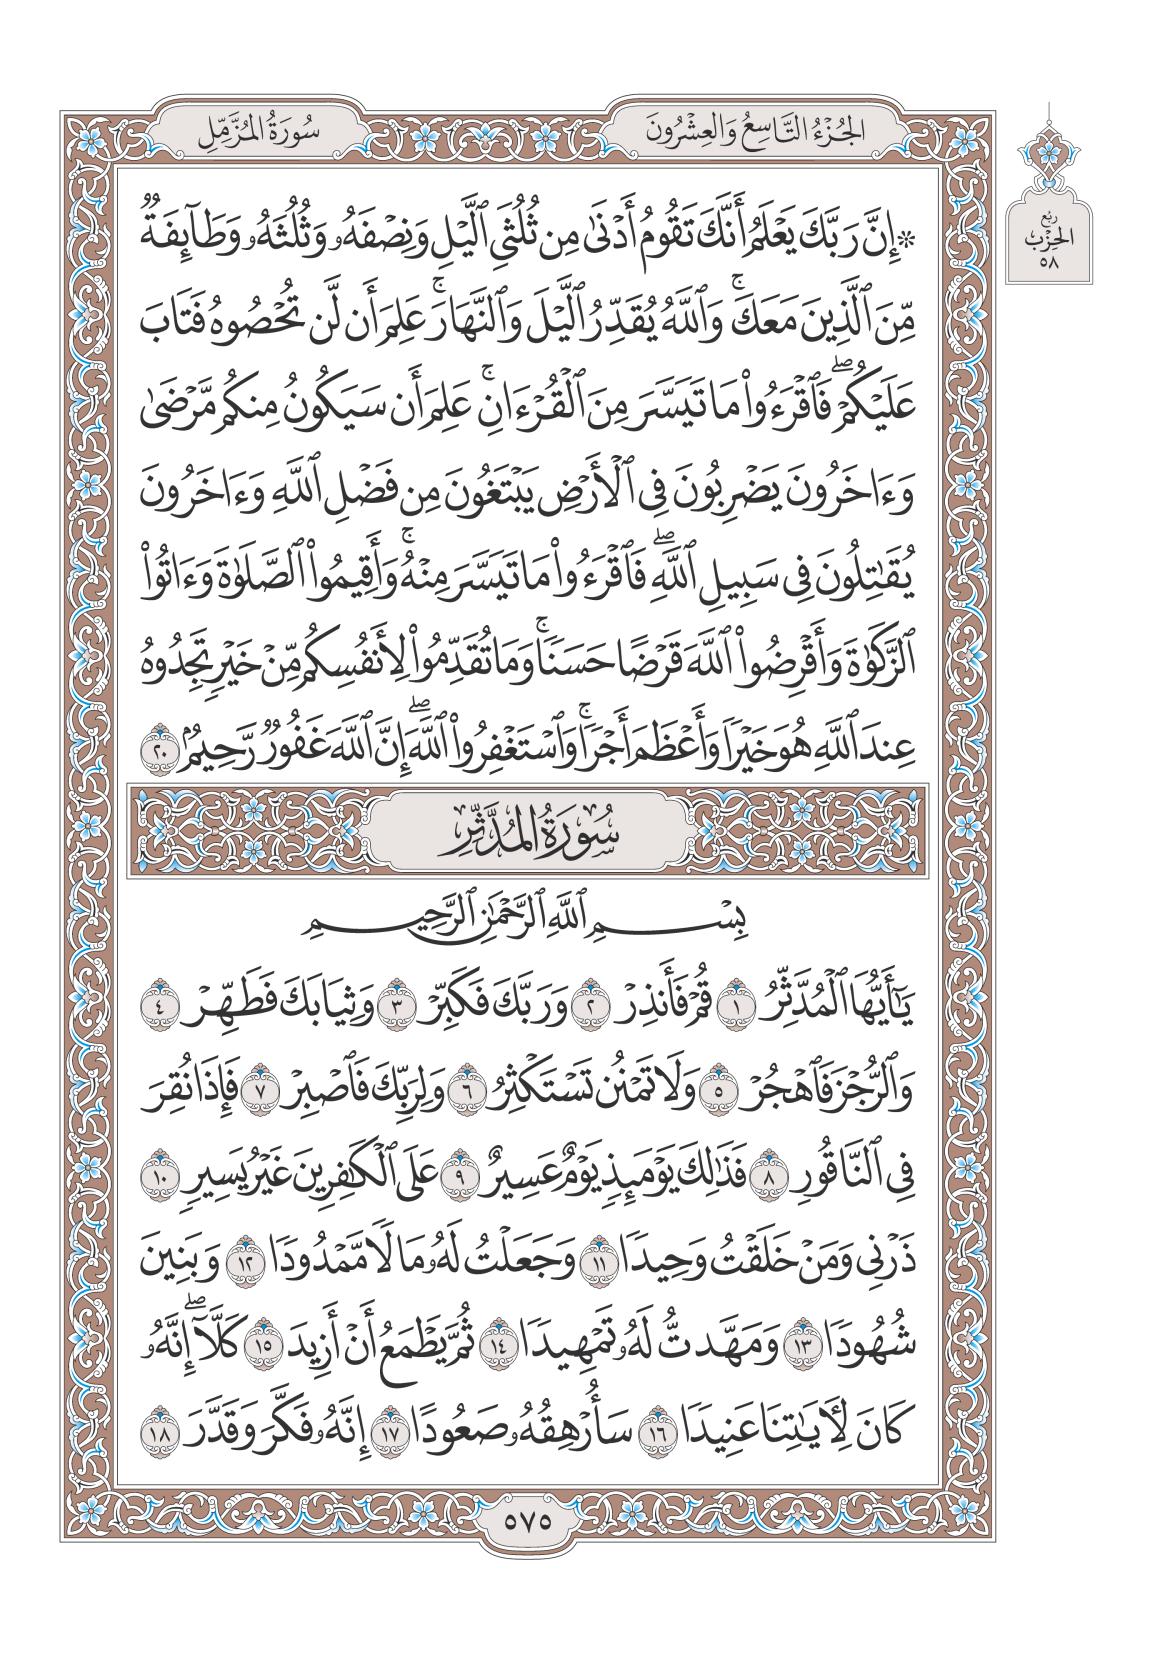 الجُزْءُ التَّاسِعُ وَالعِشْرُونَ
سُورَةُ المُزَّمِّلِ
رُبْعُ
الحِزْبِ
٥٨
۞ إِنَّ رَبَّكَ يَعْلَمُ أَنَّكَ تَقُومُ أَدْنَىٰ مِن ثُلُثَيِ ٱلَّيْلِ وَنِصْفَهُۥ وَثُلُثَهُۥ وَطَآئِفَةٌ
مِّنَ ٱلَّذِينَ مَعَكَۚ وَٱللَّهُ يُقَدِّرُ ٱلَّيْلَ وَٱلنَّهَارَۚ عَلِمَ أَن لَّن تُحْصُوهُ فَتَابَ
عَلَيْكُمْۖ فَٱقْرَءُوا۟ مَا تَيَسَّرَ مِنَ ٱلْقُرْءَانِۚ عَلِمَ أَن سَيَكُونُ مِنكُم مَّرْضَىٰ
وَءَاخَرُونَ يَضْرِبُونَ فِى ٱلْأَرْضِ يَبْتَغُونَ مِن فَضْلِ ٱللَّهِ وَءَاخَرُونَ
يُقَٰتِلُونَ فِى سَبِيلِ ٱللَّهِۖ فَٱقْرَءُوا۟ مَا تَيَسَّرَ مِنْهُۚ وَأَقِيمُوا۟ ٱلصَّلَوٰةَ وَءَاتُوا۟
ٱلزَّكَوٰةَ وَأَقْرِضُوا۟ ٱللَّهَ قَرْضًا حَسَنًاۚ وَمَا تُقَدِّمُوا۟ لِأَنفُسِكُم مِّنْ خَيْرٍ تَجِدُوهُ
عِندَ ٱللَّهِ هُوَ خَيْرًا وَأَعْظَمَ أَجْرًاۚ وَٱسْتَغْفِرُوا۟ ٱللَّهَۖ إِنَّ ٱللَّهَ غَفُورٌ رَّحِيمٌۢ ٢٠
سُورَةُ المُدَّثِّرِ
بِسْمِ ٱللَّهِ ٱلرَّحْمَٰنِ ٱلرَّحِيمِ
يَٰٓأَيُّهَا ٱلْمُدَّثِّرُ ١ قُمْ فَأَنذِرْ ٢ وَرَبَّكَ فَكَبِّرْ ٣ وَثِيَابَكَ فَطَهِّرْ ٤
وَٱلرُّجْزَ فَٱهْجُرْ ٥ وَلَا تَمْنُن تَسْتَكْثِرُ ٦ وَلِرَبِّكَ فَٱصْبِرْ ٧ فَإِذَا نُقِرَ
فِى ٱلنَّاقُورِ ٨ فَذَٰلِكَ يَوْمَئِذٍ يَوْمٌ عَسِيرٌ ٩ عَلَى ٱلْكَٰفِرِينَ غَيْرُ يَسِيرٍ ١٠
ذَرْنِى وَمَنْ خَلَقْتُ وَحِيدًا ١١ وَجَعَلْتُ لَهُۥ مَالًا مَّمْدُودًا ١٢ وَبَنِينَ
شُهُودًا ١٣ وَمَهَّدتُّ لَهُۥ تَمْهِيدًا ١٤ ثُمَّ يَطْمَعُ أَنْ أَزِيدَ ١٥ كَلَّآۖ إِنَّهُۥ
كَانَ لِءَايَٰتِنَا عَنِيدًا ١٦ سَأُرْهِقُهُۥ صَعُودًا ١٧ إِنَّهُۥ فَكَّرَ وَقَدَّرَ ١٨
٥٧٥